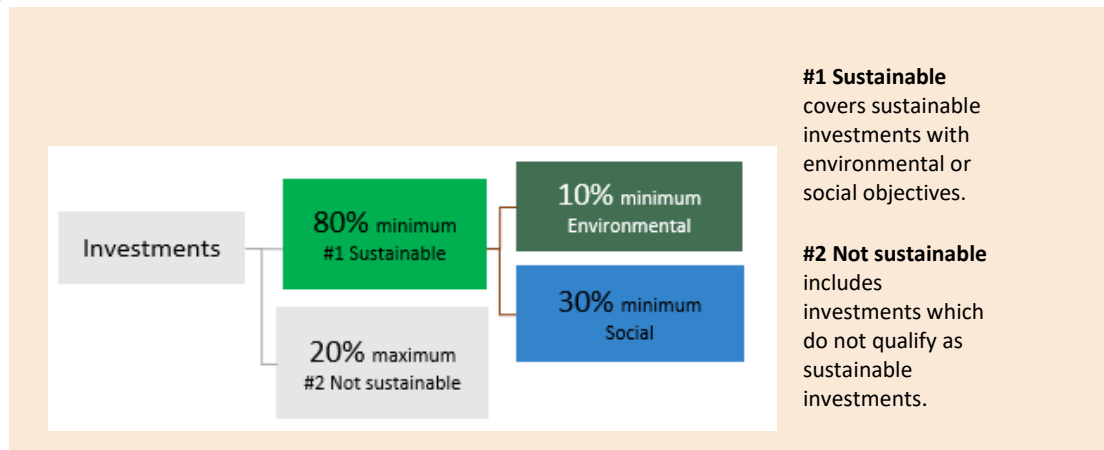 Investments
80% minimum
#1 Sustainable
20% maximum
#2 Not sustainable
10% minimum
Environmental
30% minimum
Social
#1 Sustainable
covers sustainable
investments with
environmental or
social objectives.
#2 Not sustainable
includes
investments which
do not qualify as
sustainable
investments.